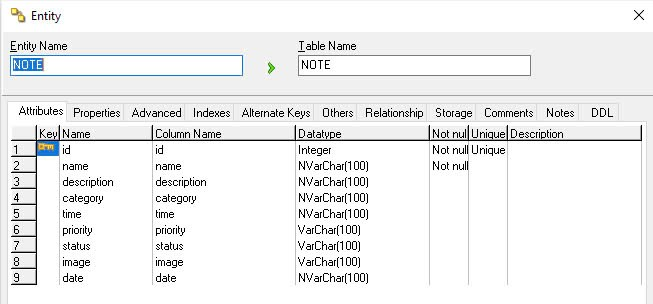 Entity
Entity Name
Table Name
NOTE
NOTE
Attributes Properties Advanced Indexes Alternate Keys Others Relationship Storage Comments Notes DDL
Key Name Column Name Datatype Not null Unique Description
1 id id Integer Not null Unique
2 name name NVarChar(100) Not null
3 description description NVarChar(100)
4 category category NVarChar(100)
5 time time NVarChar(100)
6 priority priority VarChar(100)
7 status status VarChar(100)
8 image image VarChar(100)
9 date date NVarChar(100)